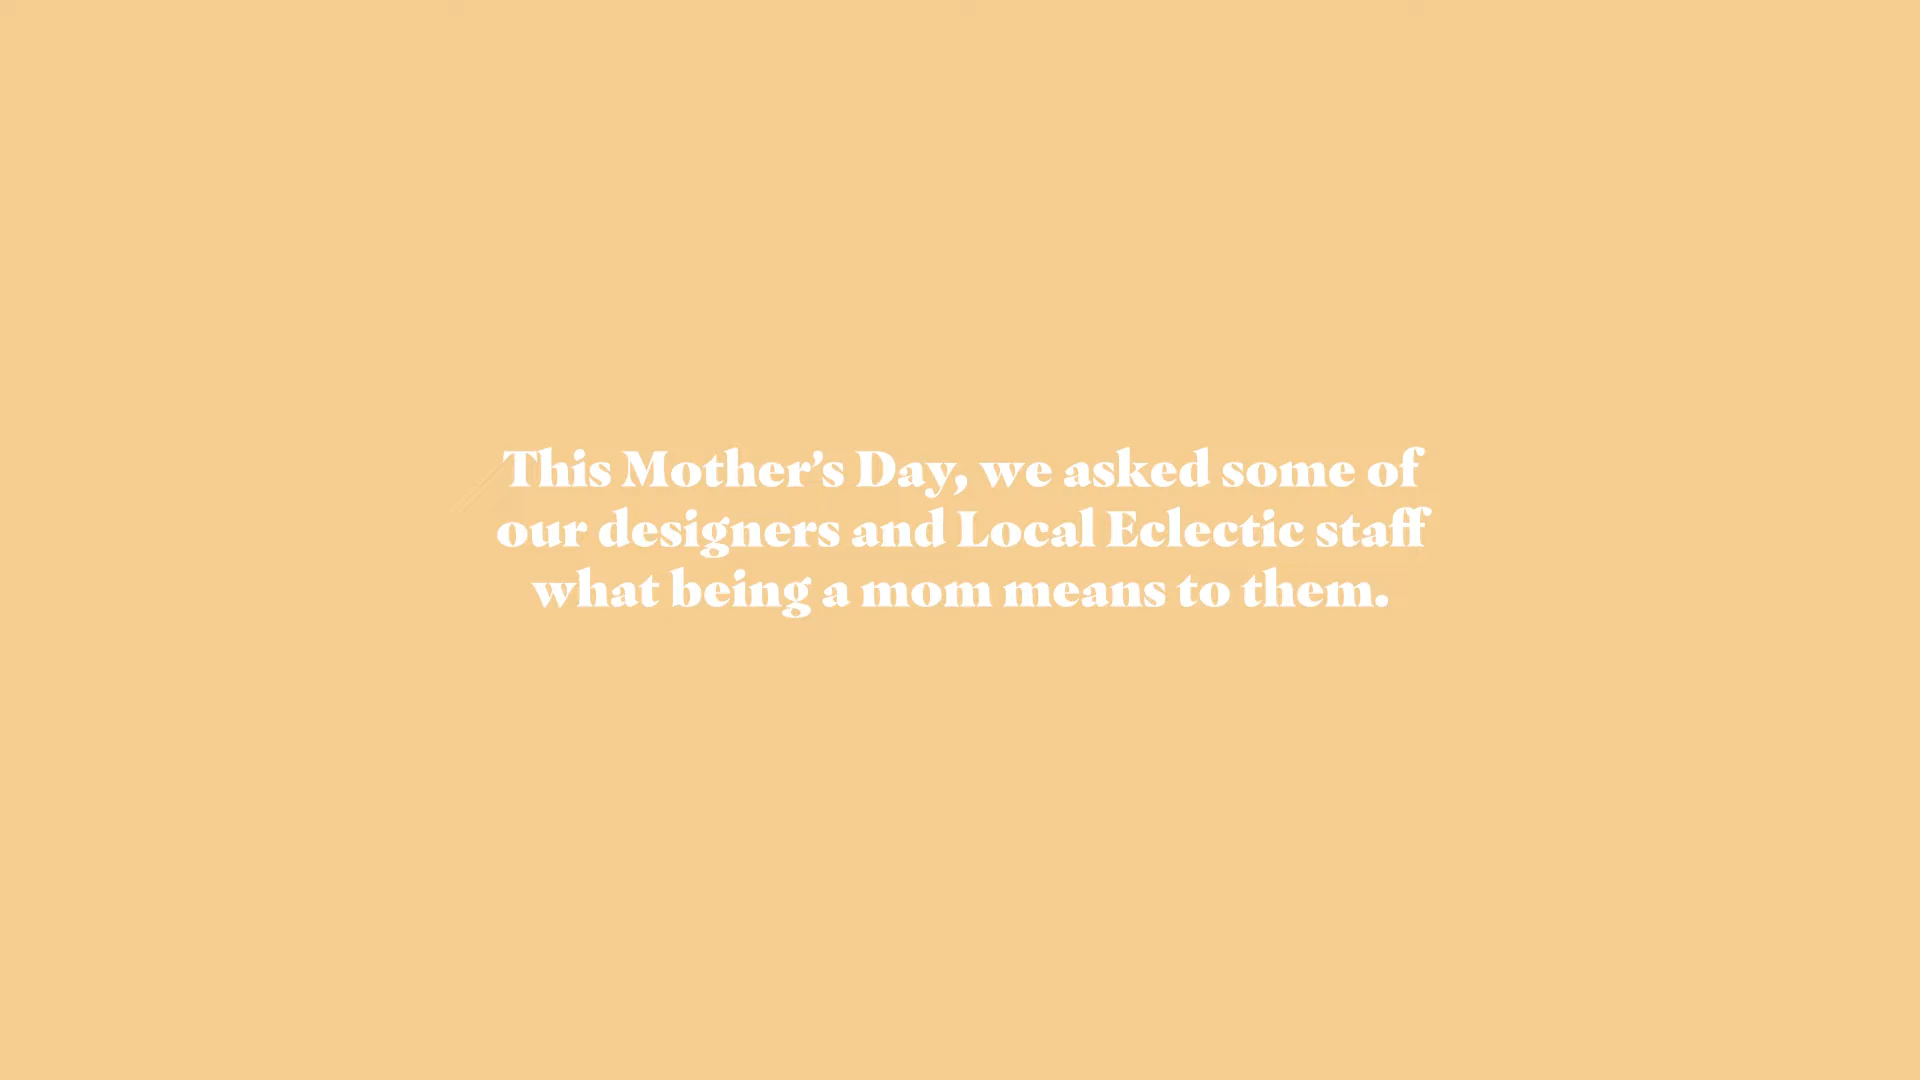 This Mother’s Day, we asked some of
our designers and Local Eclectic staff
what being a mom means to them.